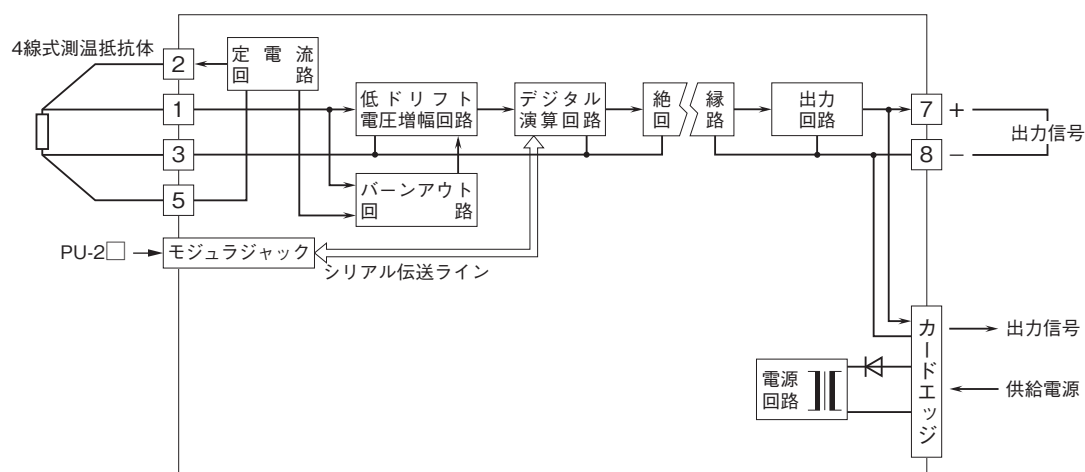 4線式測温抵抗体
2
定電流
回路
1
低ドリフト
電圧増幅回路
デジタル
演算回路
絶縁
回路
出力
回路
7
+
出力信号
3
8
−
5
バーンアウト
回路
PU-2□
モジュラジャック
シリアル伝送ライン
カードエッジ
出力信号
電源
回路
供給電源